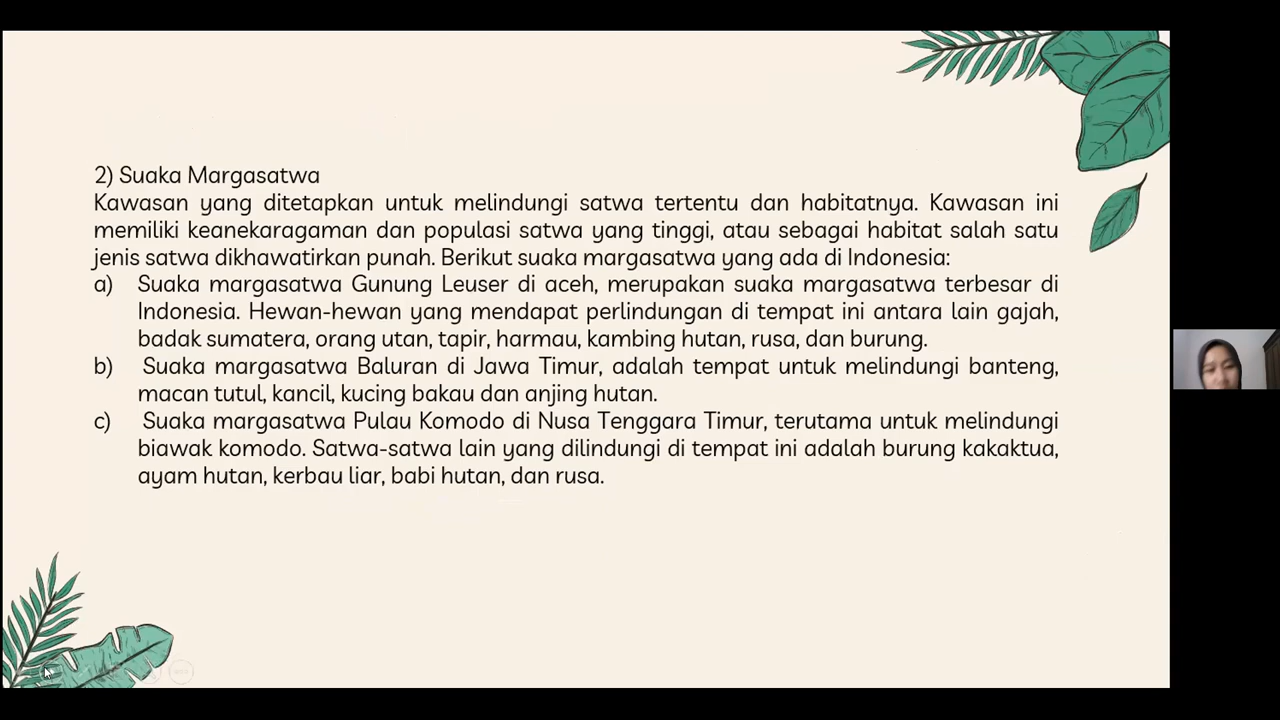 2) Suaka Margasatwa
Kawasan yang ditetapkan untuk melindungi satwa tertentu dan habitatnya. Kawasan ini
memiliki keanekaragaman dan populasi satwa yang tinggi, atau sebagai habitat salah satu
jenis satwa dikhawatirkan punah. Berikut suaka margasatwa yang ada di Indonesia:
a) Suaka margasatwa Gunung Leuser di aceh, merupakan suaka margasatwa terbesar di
Indonesia. Hewan-hewan yang mendapat perlindungan di tempat ini antara lain gajah,
badak sumatera, orang utan, tapir, harmau, kambing hutan, rusa, dan burung.
b) Suaka margasatwa Baluran di Jawa Timur, adalah tempat untuk melindungi banteng,
macan tutul, kancil, kucing bakau dan anjing hutan.
c) Suaka margasatwa Pulau Komodo di Nusa Tenggara Timur, terutama untuk melindungi
biawak komodo. Satwa-satwa lain yang dilindungi di tempat ini adalah burung kakaktua,
ayam hutan, kerbau liar, babi hutan, dan rusa.